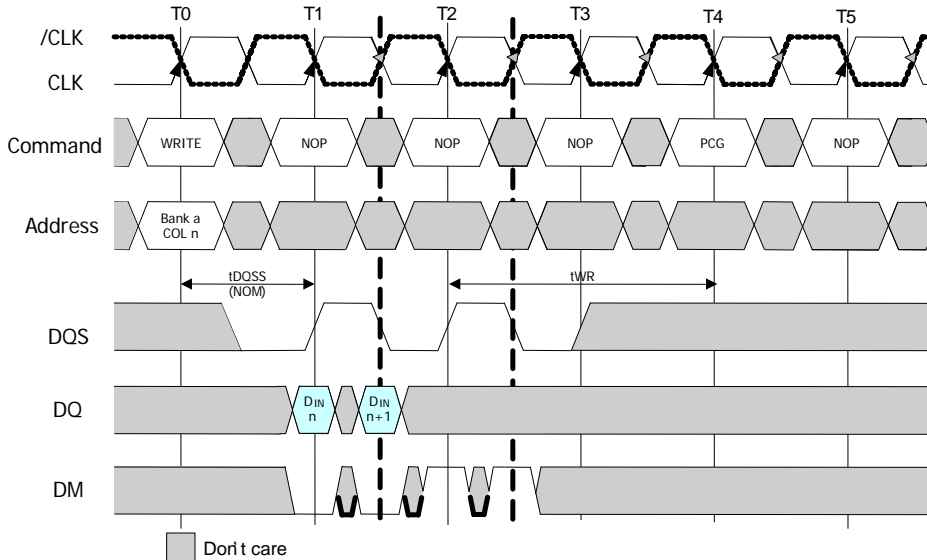 T0 T1 T2 T3 T4 T5
/CLK
CLK
Command WRITE NOP NOP NOP PCG NOP
Address Bank a
COL n
tDQSS
(NOM)
tWR
DQS
DQ DIN
n
DIN
n+1
DM
Don't care